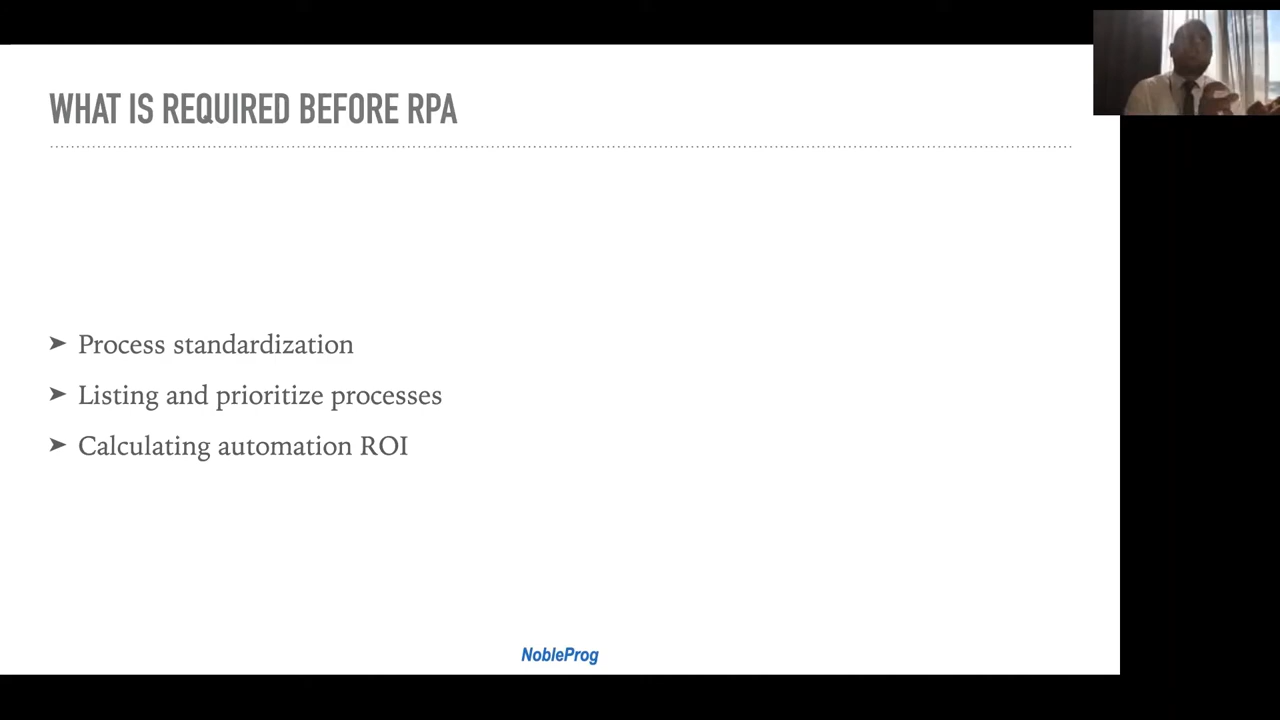 WHAT IS REQUIRED BEFORE RPA
➤ Process standardization
➤ Listing and prioritize processes
➤ Calculating automation ROI
NobleProg